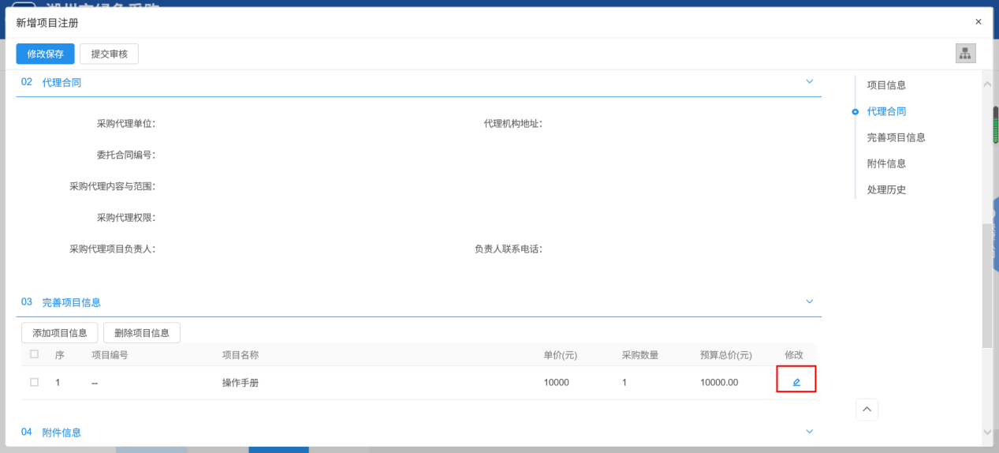 新增项目注册
×
修改保存 提交审核
02 代理合同
采购代理单位: 代理机构地址:
委托合同编号:
采购代理内容与范围:
采购代理权限:
采购代理项目负责人: 负责人联系电话:
03 完善项目信息
添加项目信息 删除项目信息
序 项目编号 项目名称 单价(元) 采购数量 预算总价(元) 修改
1 -- 操作手册 10000 1 10000.00
04 附件信息
项目信息
代理合同
完善项目信息
附件信息
处理历史